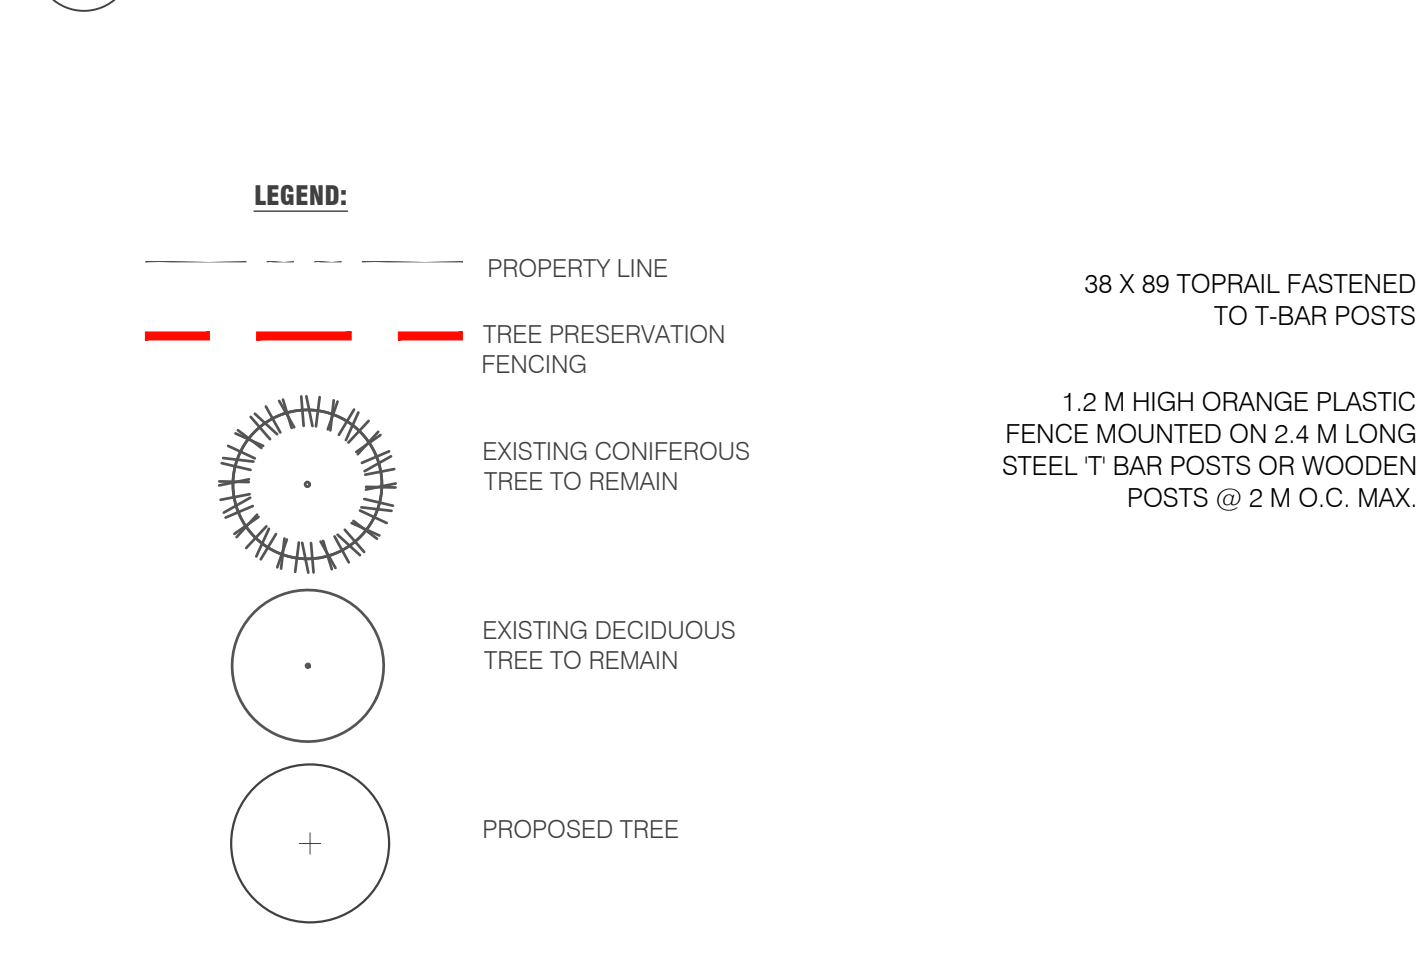 LEGEND:
PROPERTY LINE
TREE PRESERVATION
FENCING
EXISTING CONIFEROUS
TREE TO REMAIN
EXISTING DECIDUOUS
TREE TO REMAIN
PROPOSED TREE
38 X 89 TOPRAIL FASTENED
TO T-BAR POSTS
1.2 M HIGH ORANGE PLASTIC
FENCE MOUNTED ON 2.4 M LONG
STEEL 'T' BAR POSTS OR WOODEN
POSTS @ 2 M O.C. MAX.